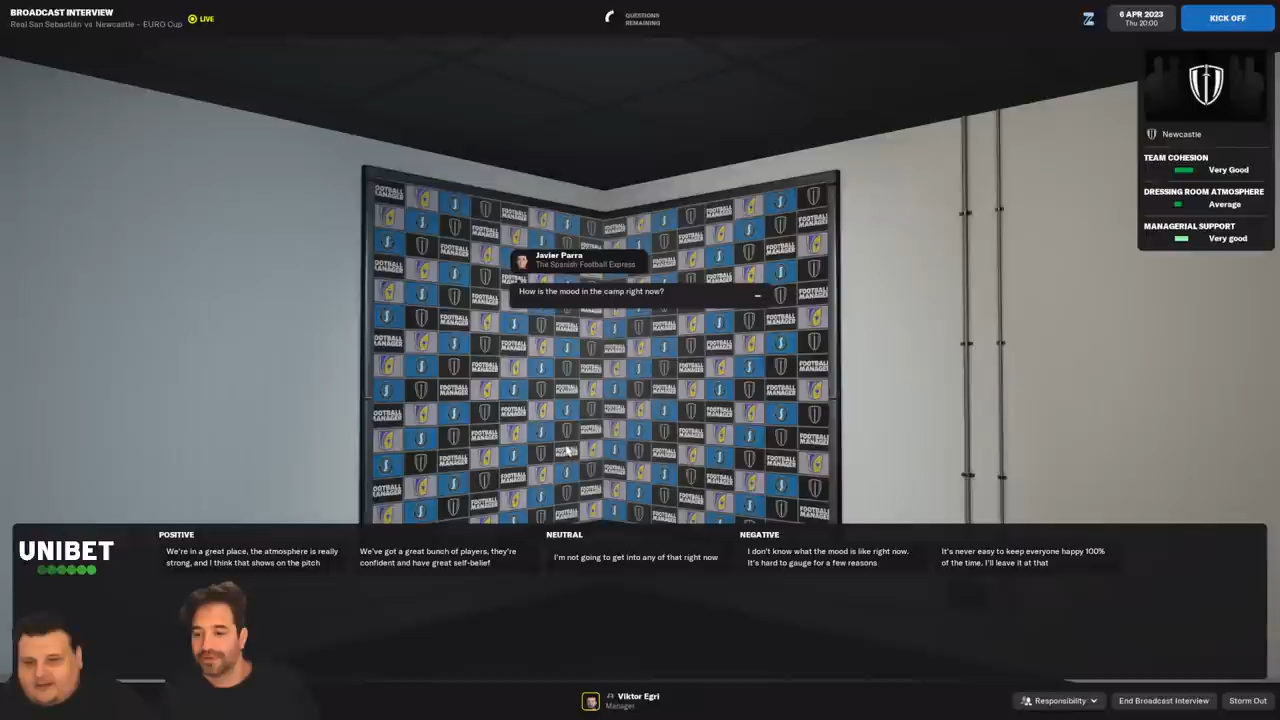 BROADCAST INTERVIEW
Real San Sebastián vs Newcastle - EURO Cup
LIVE
QUESTIONS
REMAINING
6 APR 2023
Thu 20:00
KICK OFF
Newcastle
TEAM COHESION
Very Good
DRESSING ROOM ATMOSPHERE
Average
MANAGERIAL SUPPORT
Very good
Javier Parra
The Spanish Football Express
How is the mood in the camp right now?
FOOTBALL MANAGER
UNIBET
POSITIVE
We're in a great place, the atmosphere is really
strong, and I think that shows on the pitch
We've got a great bunch of players, they're
confident and have great self-belief
NEUTRAL
I'm not going to get into any of that right now
NEGATIVE
I don't know what the mood is like right now.
It's hard to gauge for a few reasons
It's never easy to keep everyone happy 100%
of the time. I'll leave it at that
Viktor Egri
Manager
Responsibility
End Broadcast Interview
Storm Out